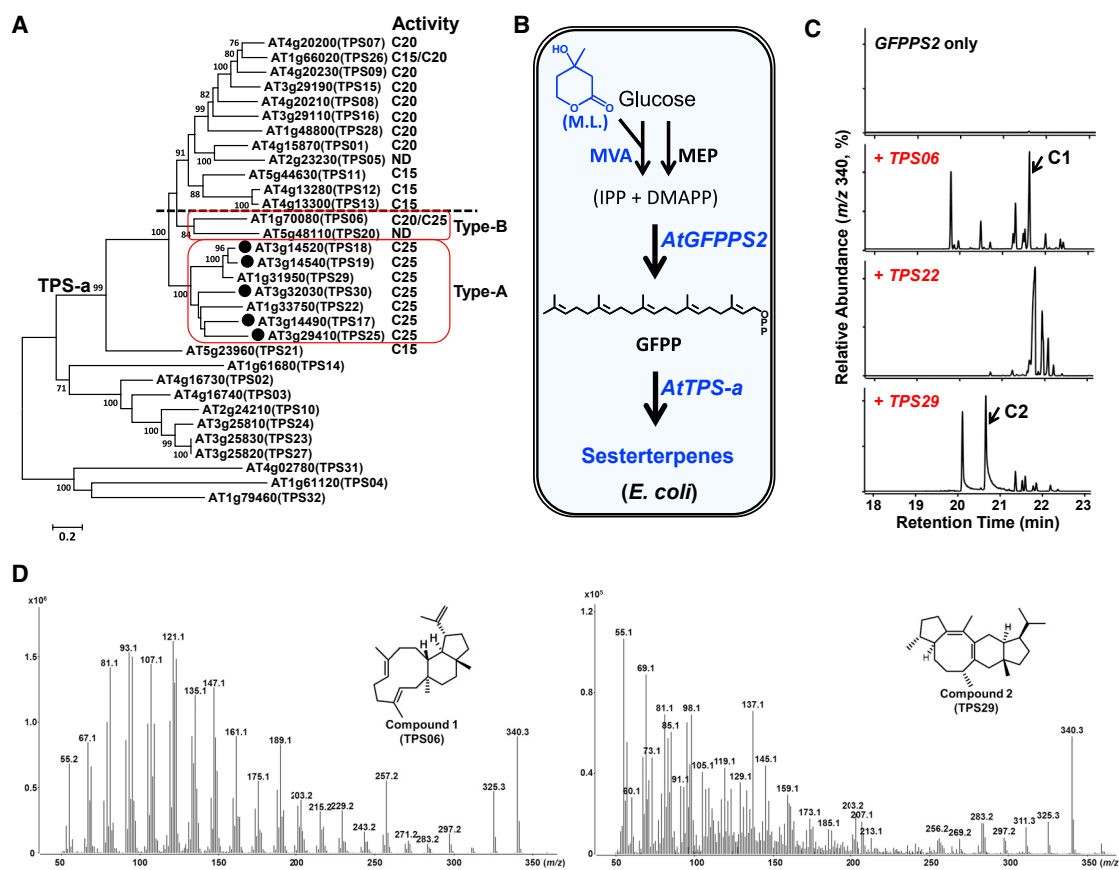 A
Activity
76
AT4g20200(TPS07) C20
80
AT1g66020(TPS26) C15/C20
100
AT4g20230(TPS09) C20
AT3g29190(TPS15) C20
82
AT4g20210(TPS08) C20
99
AT3g29110(TPS16) C20
AT1g48800(TPS28) C20
91
AT4g15870(TPS01) C20
100
AT2g23230(TPS05) ND
AT5g44630(TPS11) C15
88
AT4g13280(TPS12) C15
100
AT4g13300(TPS13) C15
AT1g70080(TPS06) C20/C25
Type-B
84
AT5g48110(TPS20) ND
100
96
AT3g14520(TPS18) C25
100
AT3g14540(TPS19) C25
AT1g31950(TPS29) C25
TPS-a
99
100
AT3g32030(TPS30) C25
Type-A
AT1g33750(TPS22) C25
AT3g14490(TPS17) C25
AT3g29410(TPS25) C25
AT5g23960(TPS21) C15
AT1g61680(TPS14)
71
AT4g16730(TPS02)
AT4g16740(TPS03)
100
AT2g24210(TPS10)
100
AT3g25810(TPS24)
99
AT3g25830(TPS23)
100
AT3g25820(TPS27)
AT4g02780(TPS31)
100
AT1g61120(TPS04)
AT1g79460(TPS32)
0.2
B
HO
O
O
Glucose
(M.L.)
MVA
MEP
(IPP + DMAPP)
AtGFPPS2
O
P
P
GFPP
AtTPS-a
Sesterterpenes
(E. coli)
C
Relative Abundance (m/z 340, %)
GFPPS2 only
+ TPS06
C1
+ TPS22
+ TPS29
C2
18 19 20 21 22 23
Retention Time (min)
D
x10⁶
1.5
1.0
0.5
0
55.2
67.1
81.1
93.1
107.1
121.1
135.1
147.1
161.1
175.1
189.1
203.2
215.2
229.2
243.2
257.2
271.2
283.2
297.2
325.3
340.3
H
H
Compound 1
(TPS06)
50 100 150 200 250 300 350 (m/z)
x10⁵
1.2
0.8
0.4
0
55.1
60.1
69.1
73.1
81.1
85.1
91.1
98.1
105.1
119.1
129.1
137.1
145.1
159.1
173.1
185.1
203.2
207.1
213.1
256.2
269.2
283.2
297.2
311.3
325.3
340.3
H
H
Compound 2
(TPS29)
50 100 150 200 250 300 350 (m/z